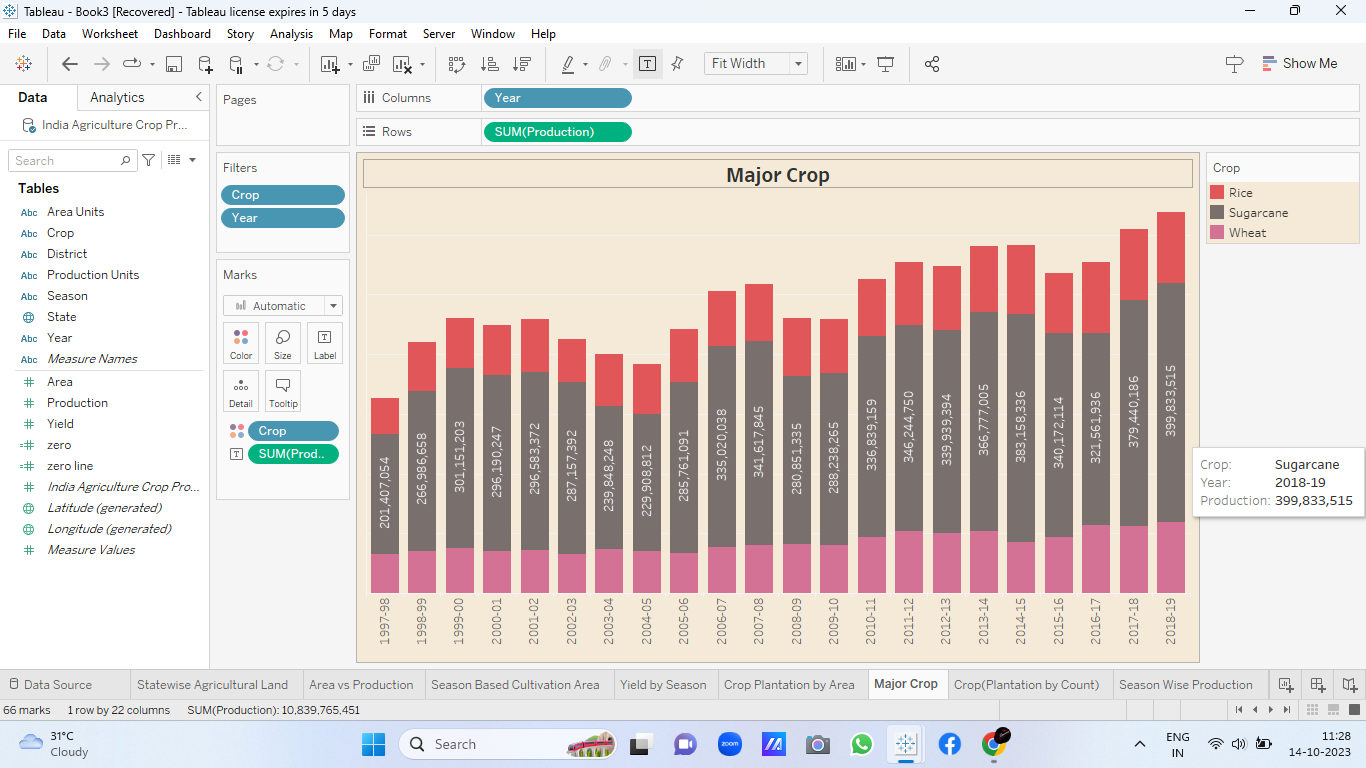 Tableau - Book3 [Recovered] - Tableau license expires in 5 days
File Data Worksheet Dashboard Story Analysis Map Format Server Window Help
Fit Width
Show Me
Data Analytics
India Agriculture Crop Pr...
Search
Tables
Abc Area Units
Abc Crop
Abc District
Abc Production Units
Abc Season
State
Abc Year
Abc Measure Names
# Area
# Production
# Yield
=# zero
=# zero line
# India Agriculture Crop Pro...
Latitude (generated)
Longitude (generated)
# Measure Values
Pages
Filters
Crop
Year
Marks
Automatic
Color Size Label
Detail Tooltip
Crop
SUM(Prod..
Columns Year
Rows SUM(Production)
Major Crop
201,407,054
266,986,658
301,151,203
296,190,247
296,583,372
287,157,392
239,848,248
229,908,812
285,761,091
335,020,038
341,617,845
280,851,335
288,238,265
336,839,159
346,244,750
339,939,394
366,777,005
383,158,336
340,172,114
321,561,936
379,440,186
399,833,515
1997-98
1998-99
1999-00
2000-01
2001-02
2002-03
2003-04
2004-05
2005-06
2006-07
2007-08
2008-09
2009-10
2010-11
2011-12
2012-13
2013-14
2014-15
2015-16
2016-17
2017-18
2018-19
Crop
Rice
Sugarcane
Wheat
Crop: Sugarcane
Year: 2018-19
Production: 399,833,515
Data Source Statewise Agricultural Land Area vs Production Season Based Cultivation Area Yield by Season Crop Plantation by Area Major Crop Crop(Plantation by Count) Season Wise Production
66 marks 1 row by 22 columns SUM(Production): 10,839,765,451
31°C
Cloudy
Search
zoom
ENG
IN
11:28
14-10-2023